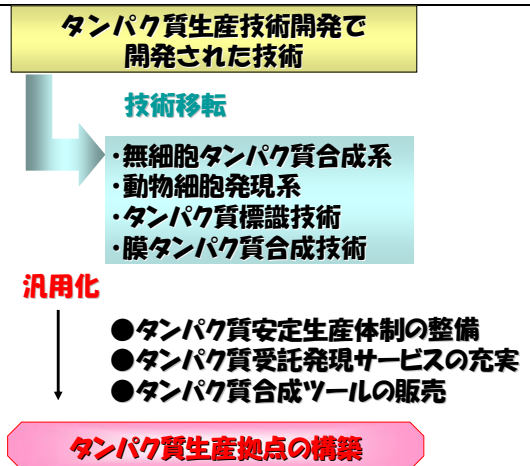 タンパク質生産技術開発で
開発された技術
技術移転
・無細胞タンパク質合成系
・動物細胞発現系
・タンパク質標識技術
・膜タンパク質合成技術
汎用化
●タンパク質安定生産体制の整備
●タンパク質受託発現サービスの充実
●タンパク質合成ツールの販売
タンパク質生産拠点の構築